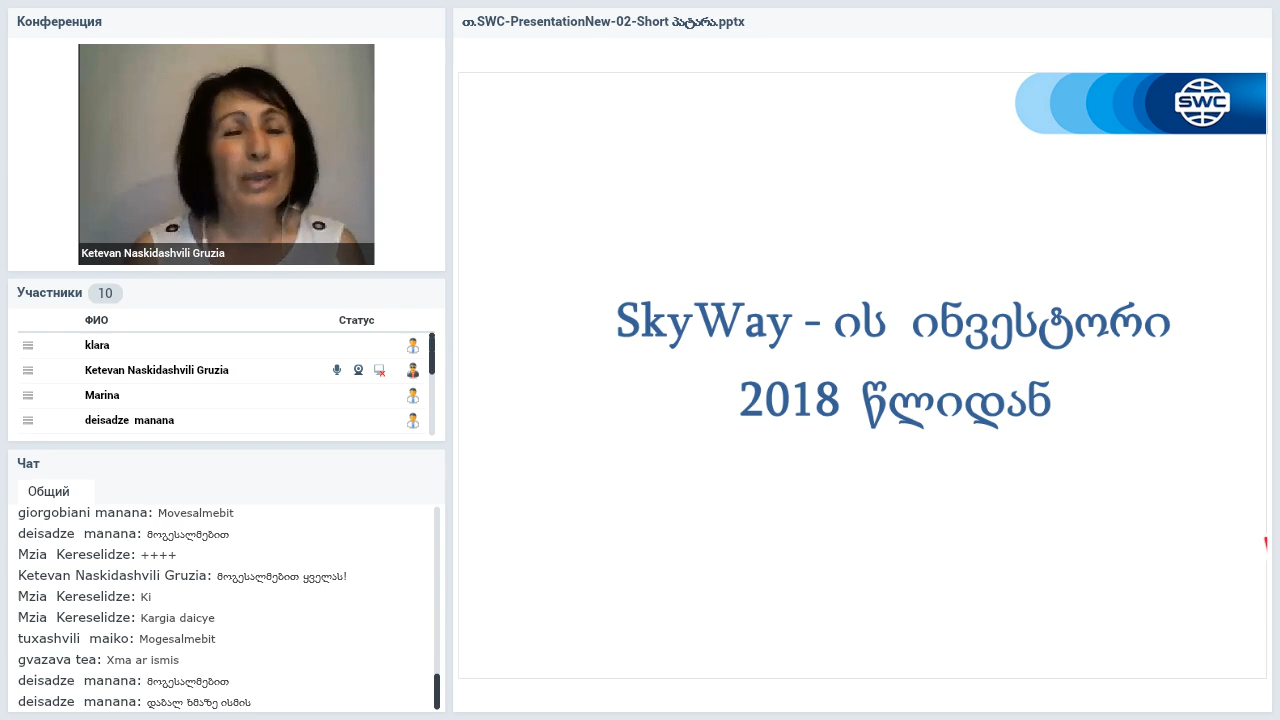 Конференция
Ketevan Naskidashvili Gruzia
Участники 10
ФИО Статус
klara
Ketevan Naskidashvili Gruzia
Marina
deisadze manana
Чат
Общий
giorgobiani manana: Movesalmebit
deisadze manana: მოგესალმებით
Mzia Kereselidze: ++++
Ketevan Naskidashvili Gruzia: მოგესალმებით ყველას!
Mzia Kereselidze: Ki
Mzia Kereselidze: Kargia daicye
tuxashvili maiko: Mogesalmebit
gvazava tea: Xma ar ismis
deisadze manana: მოგესალმებით
deisadze manana: დაბალ ხმაზე ისმის
თ.SWC-PresentationNew-02-Short პატარა.pptx
SWC
SkyWay - ის ინვესტორი
2018 წლიდან